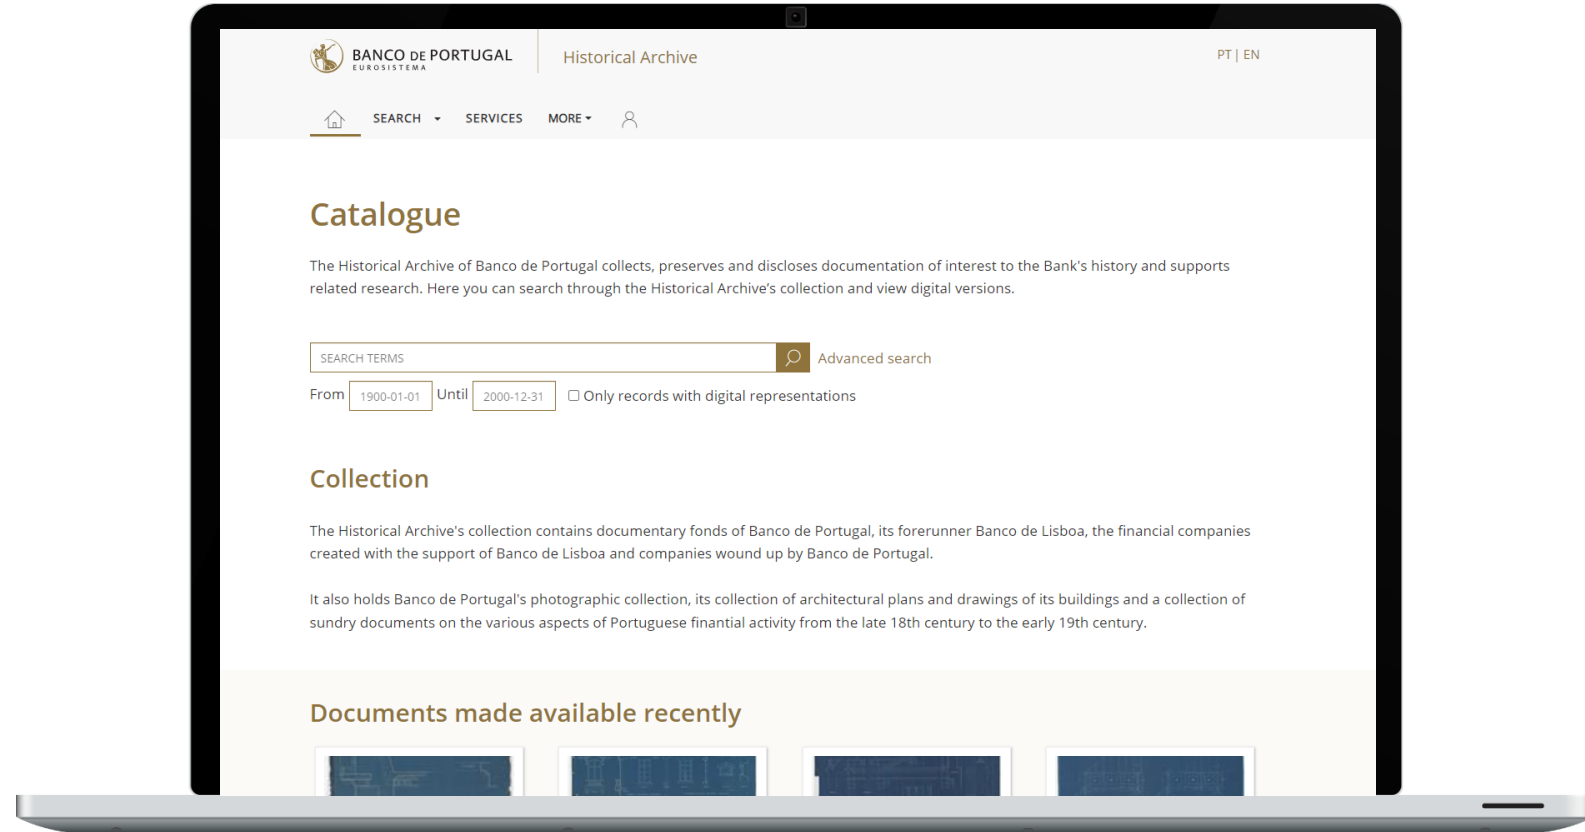 BANCO DE PORTUGAL
EUROSISTEMA
Historical Archive
PT | EN
SEARCH
SERVICES
MORE
Catalogue
The Historical Archive of Banco de Portugal collects, preserves and discloses documentation of interest to the Bank's history and supports
related research. Here you can search through the Historical Archive's collection and view digital versions.
SEARCH TERMS
Advanced search
From 1900-01-01 Until 2000-12-31 Only records with digital representations
Collection
The Historical Archive's collection contains documentary fonds of Banco de Portugal, its forerunner Banco de Lisboa, the financial companies
created with the support of Banco de Lisboa and companies wound up by Banco de Portugal.
It also holds Banco de Portugal's photographic collection, its collection of architectural plans and drawings of its buildings and a collection of
sundry documents on the various aspects of Portuguese finantial activity from the late 18th century to the early 19th century.
Documents made available recently